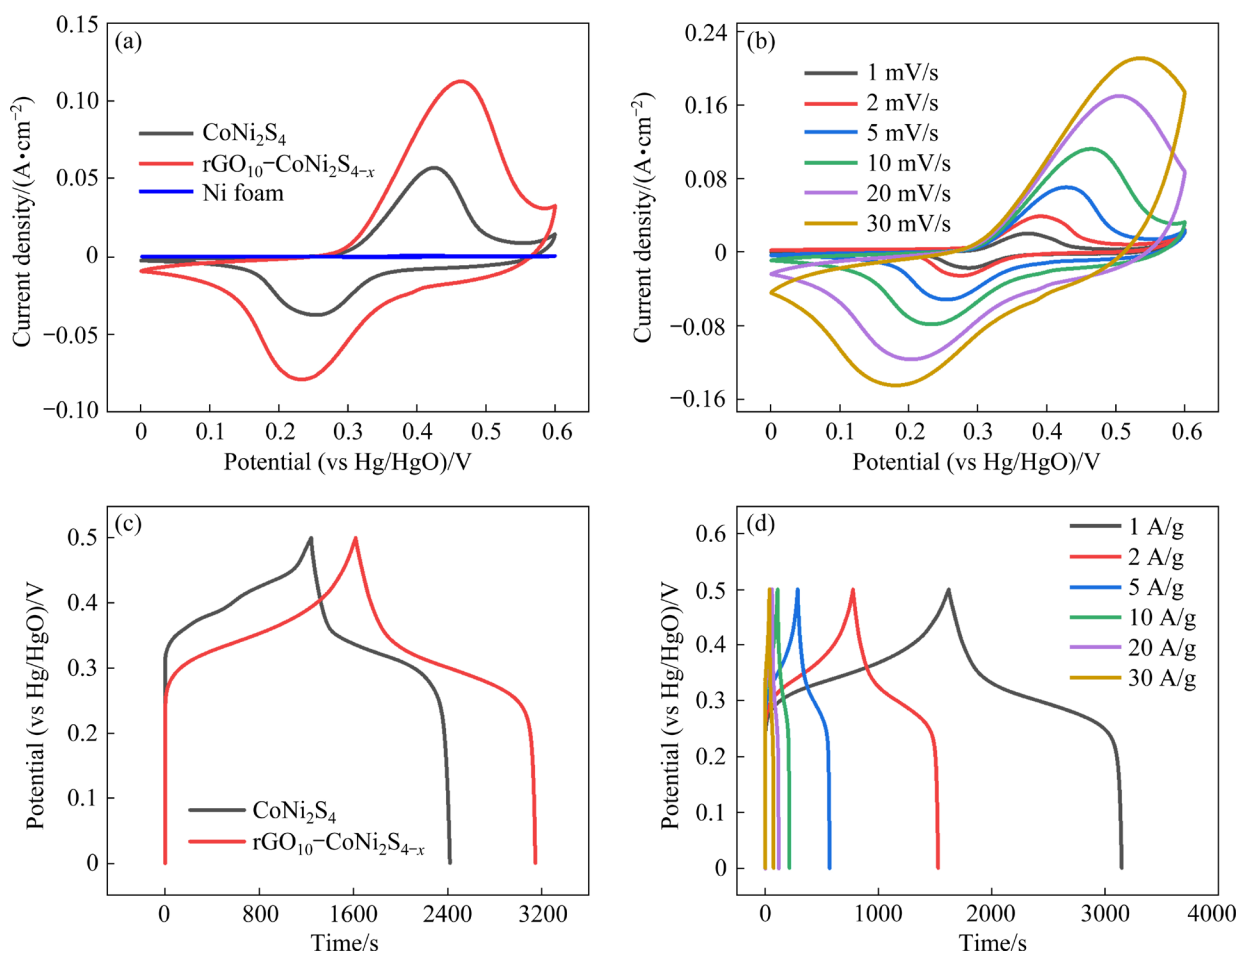 (a)
0.15
0.10
0.05
0
−0.05
−0.10
Current density/(A•cm⁻²)
CoNi₂S₄
rGO₁₀−CoNi₂S₄₋ₓ
Ni foam
0 0.1 0.2 0.3 0.4 0.5 0.6
Potential (vs Hg/HgO)/V
(b)
0.24
0.16
0.08
0
−0.08
−0.16
Current density/(A•cm⁻²)
1 mV/s
2 mV/s
5 mV/s
10 mV/s
20 mV/s
30 mV/s
0 0.1 0.2 0.3 0.4 0.5 0.6
Potential (vs Hg/HgO)/V
(c)
0.5
0.4
0.3
0.2
0.1
0
Potential (vs Hg/HgO)/V
CoNi₂S₄
rGO₁₀−CoNi₂S₄₋ₓ
0 800 1600 2400 3200
Time/s
(d)
0.6
0.5
0.4
0.3
0.2
0.1
0
Potential (vs Hg/HgO)/V
1 A/g
2 A/g
5 A/g
10 A/g
20 A/g
30 A/g
0 1000 2000 3000 4000
Time/s